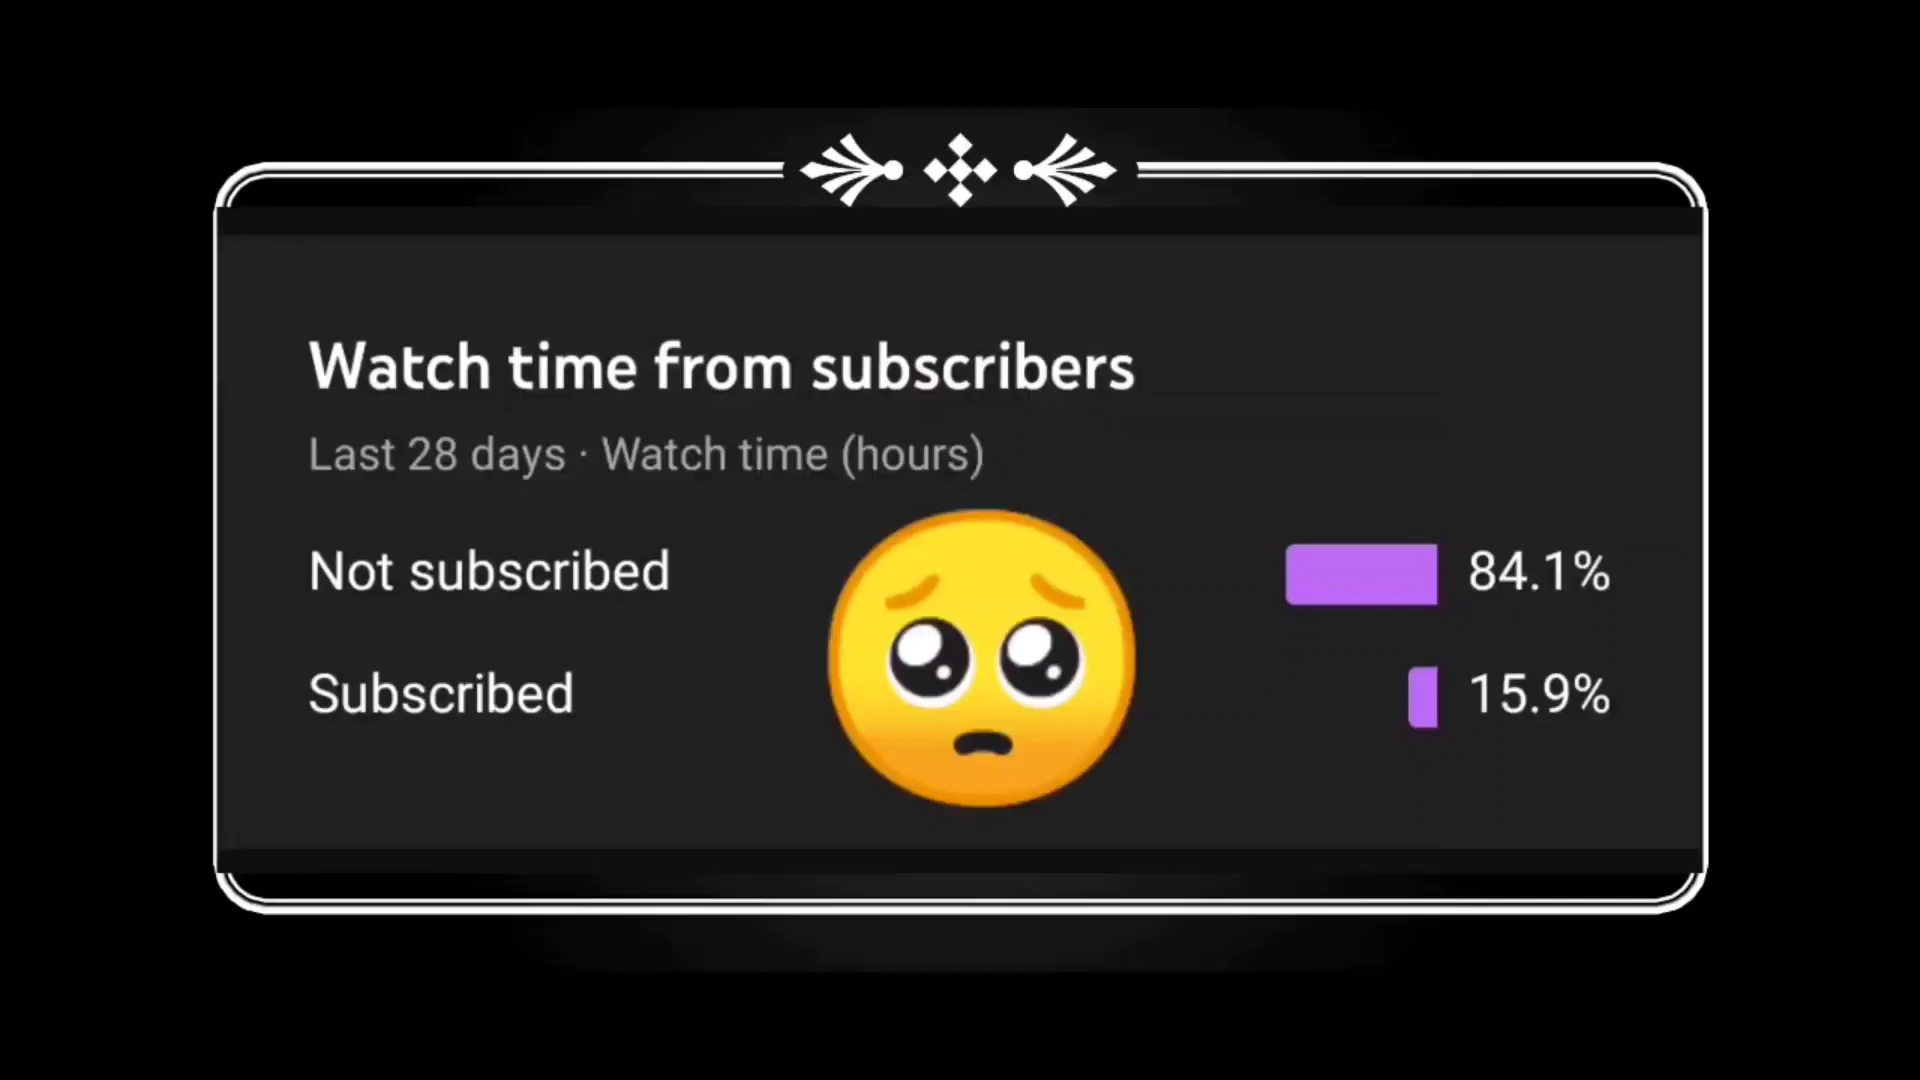 Watch time from subscribers
Last 28 days · Watch time (hours)
Not subscribed 84.1%
Subscribed 15.9%